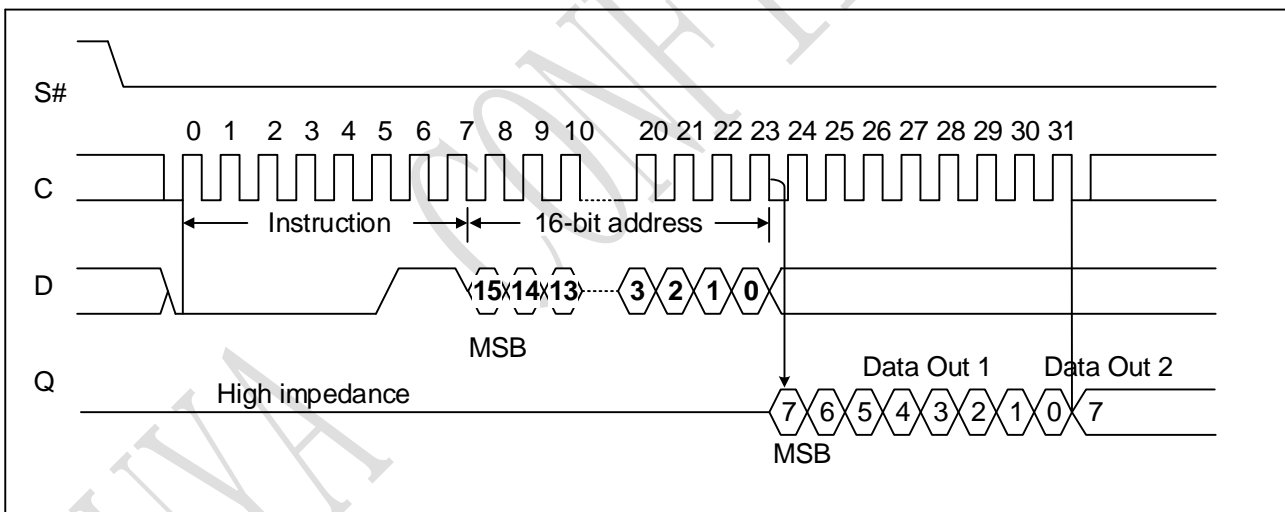 S#
0 1 2 3 4 5 6 7 8 9 10 20 21 22 23 24 25 26 27 28 29 30 31
C
Instruction 16-bit address
D
15 14 13 3 2 1 0
MSB
Data Out 1 Data Out 2
Q
High impedance
7 6 5 4 3 2 1 0 7
MSB